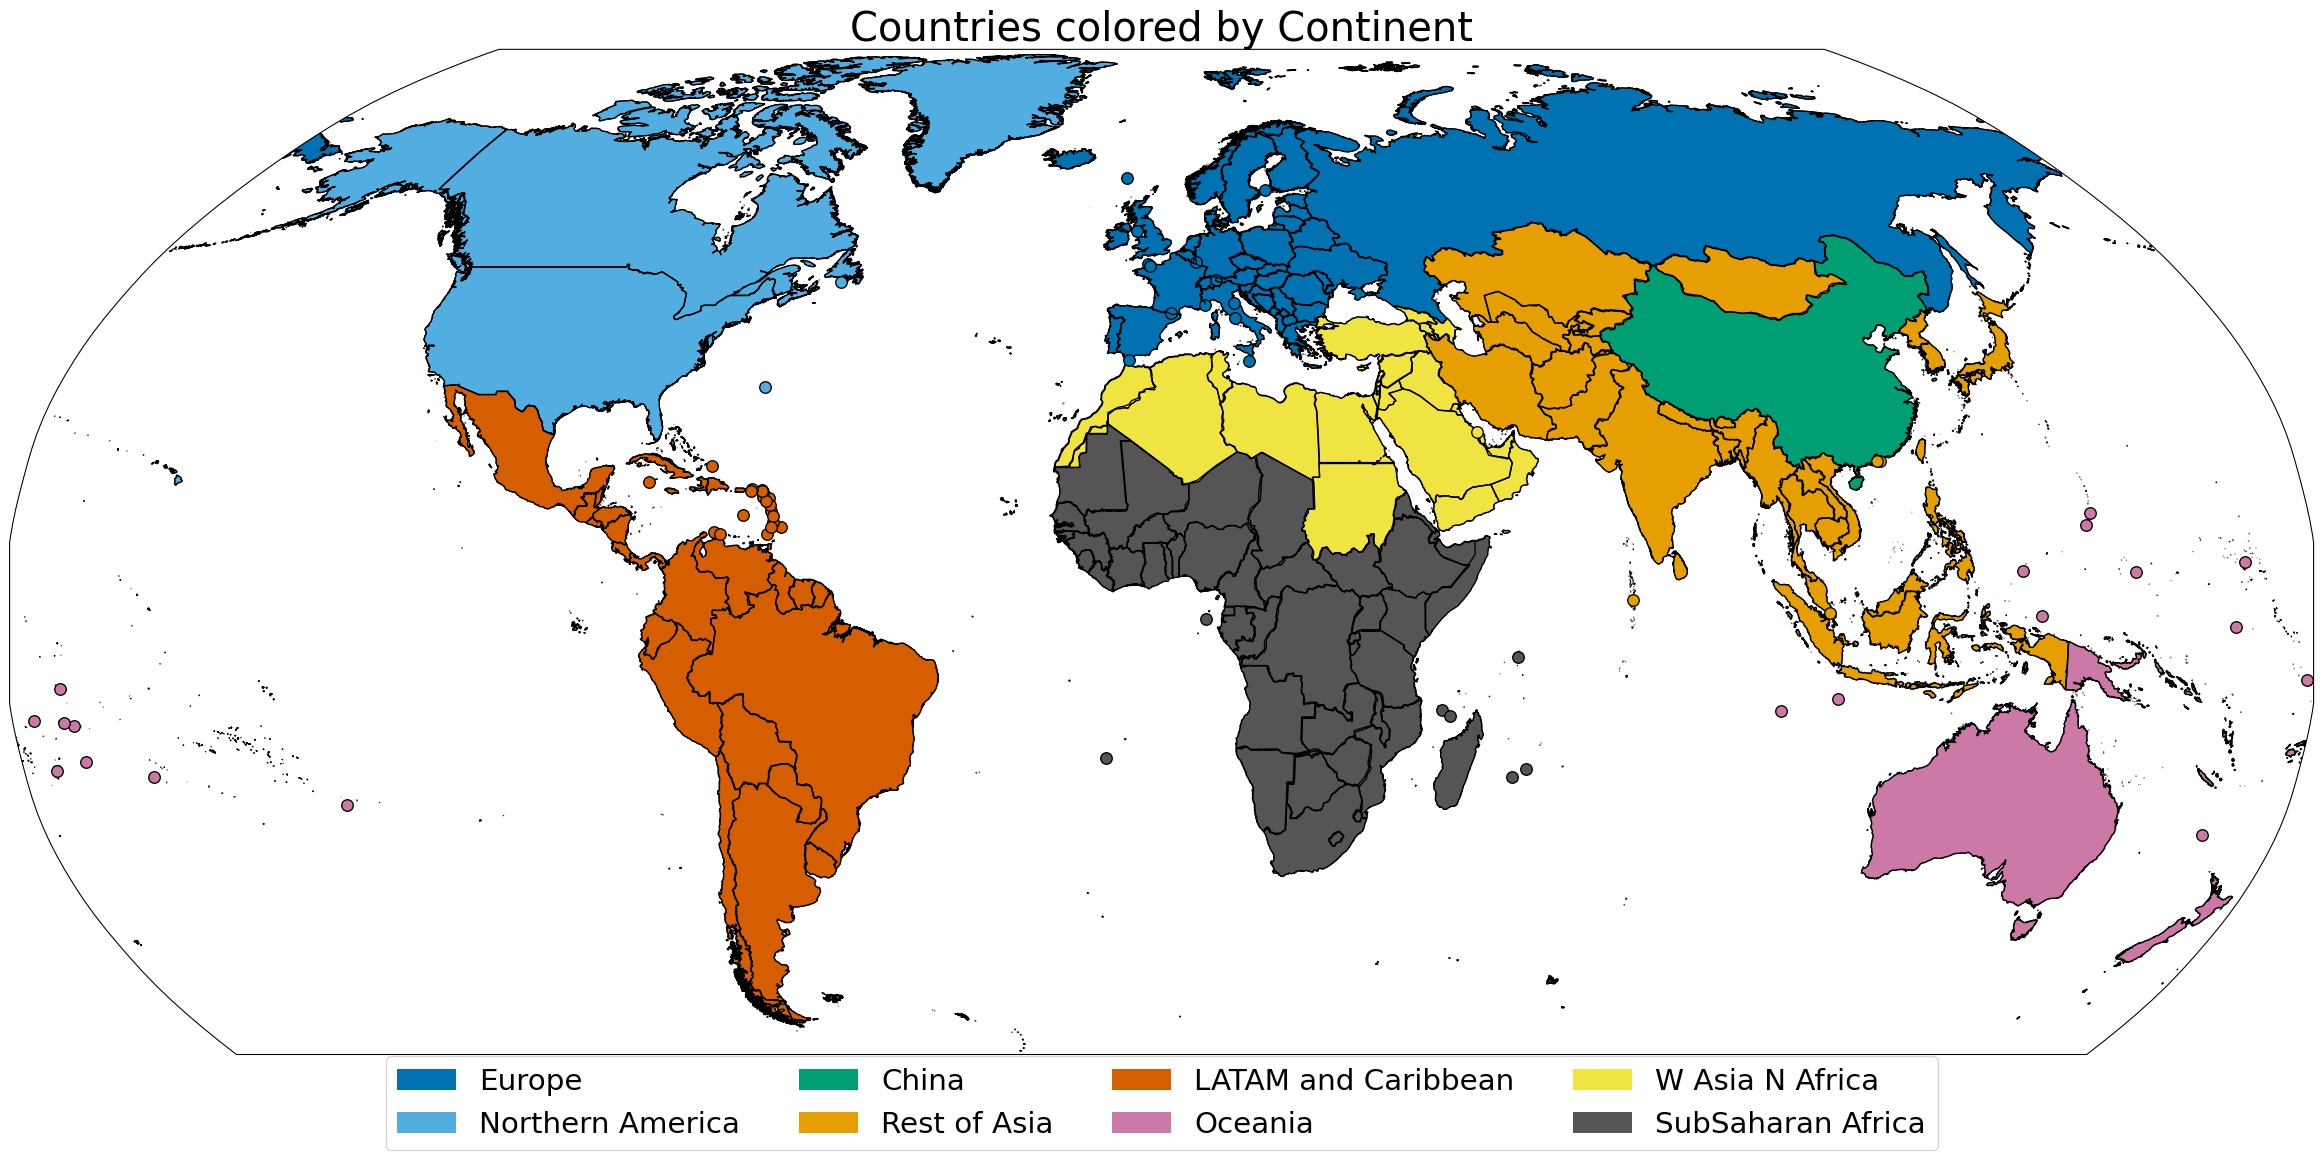 Countries colored by Continent
Europe
Northern America
China
Rest of Asia
LATAM and Caribbean
Oceania
W Asia N Africa
SubSaharan Africa